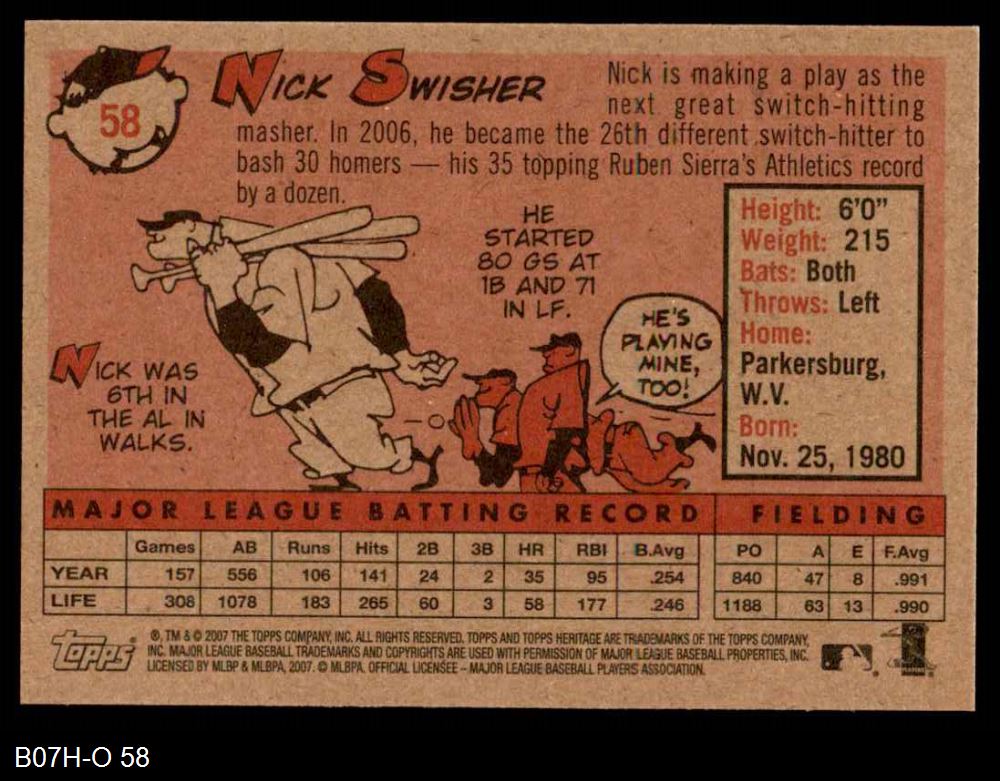 58
NICK SWISHER
Nick is making a play as the
next great switch-hitting
masher. In 2006, he became the 26th different switch-hitter to
bash 30 homers — his 35 topping Ruben Sierra's Athletics record
by a dozen.
HE
STARTED
80 GS AT
1B AND 71
IN LF.
HE'S
PLAYING
MINE,
TOO!
NICK WAS
6TH IN
THE AL IN
WALKS.
Height: 6'0"
Weight: 215
Bats: Both
Throws: Left
Home:
Parkersburg,
W.V.
Born:
Nov. 25, 1980
MAJOR LEAGUE BATTING RECORD FIELDING
Games AB Runs Hits 2B 3B HR RBI B.Avg PO A E F.Avg
YEAR 157 556 106 141 24 2 35 95 .254 840 47 8 .991
LIFE 308 1078 183 265 60 3 58 177 .246 1188 63 13 .990
Topps
®, TM & © 2007 THE TOPPS COMPANY, INC. ALL RIGHTS RESERVED. TOPPS AND TOPPS HERITAGE ARE TRADEMARKS OF THE TOPPS COMPANY,
INC. MAJOR LEAGUE BASEBALL TRADEMARKS AND COPYRIGHTS ARE USED WITH PERMISSION OF MAJOR LEAGUE BASEBALL PROPERTIES, INC.
LICENSED BY MLBP & MLBPA, 2007. © MLBPA. OFFICIAL LICENSEE – MAJOR LEAGUE BASEBALL PLAYERS ASSOCIATION.
B07H-O 58